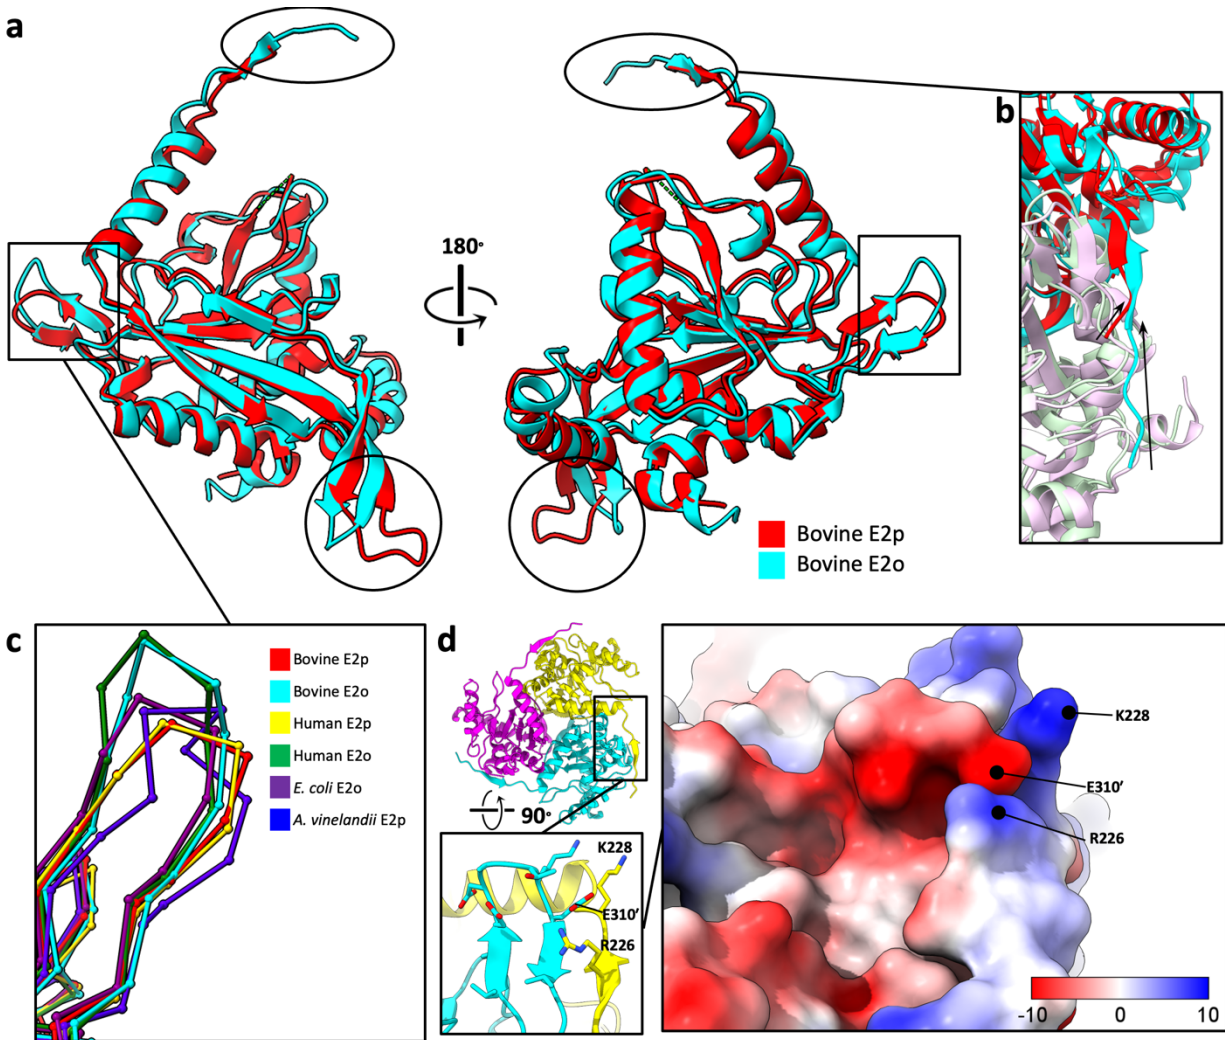 a
180°
Bovine E2p
Bovine E2o
b
c
Bovine E2p
Bovine E2o
Human E2p
Human E2o
E. coli E2o
A. vinelandii E2p
d
90°
K228
E310′
R226
K228
E310′
R226
-10 0 10